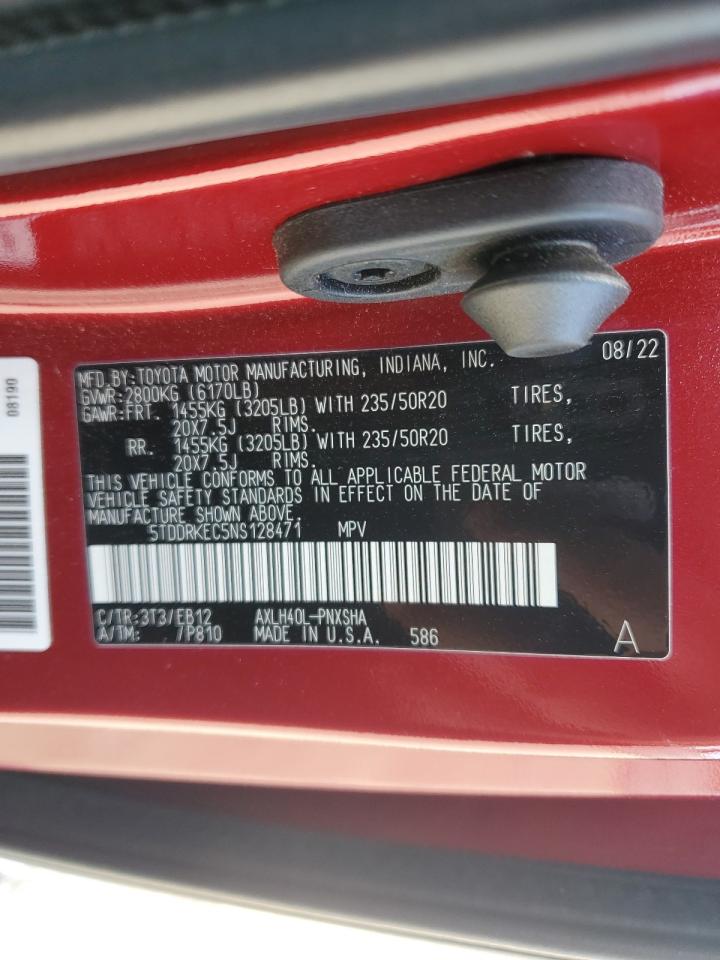 08190
MFD.BY:TOYOTA MOTOR MANUFACTURING, INDIANA, INC. 08/22
GVWR:2800KG (6170LB)
GAWR:FRT. 1455KG (3205LB) WITH 235/50R20 TIRES,
20X7.5J RIMS.
RR. 1455KG (3205LB) WITH 235/50R20 TIRES,
20X7.5J RIMS.
THIS VEHICLE CONFORMS TO ALL APPLICABLE FEDERAL MOTOR
VEHICLE SAFETY STANDARDS IN EFFECT ON THE DATE OF
MANUFACTURE SHOWN ABOVE.
5TDDRKEC5NS128471 MPV
C/TR:3T3/EB12 AXLH40L-PNXSHA
A/TM: 7P810 MADE IN U.S.A. 586 A